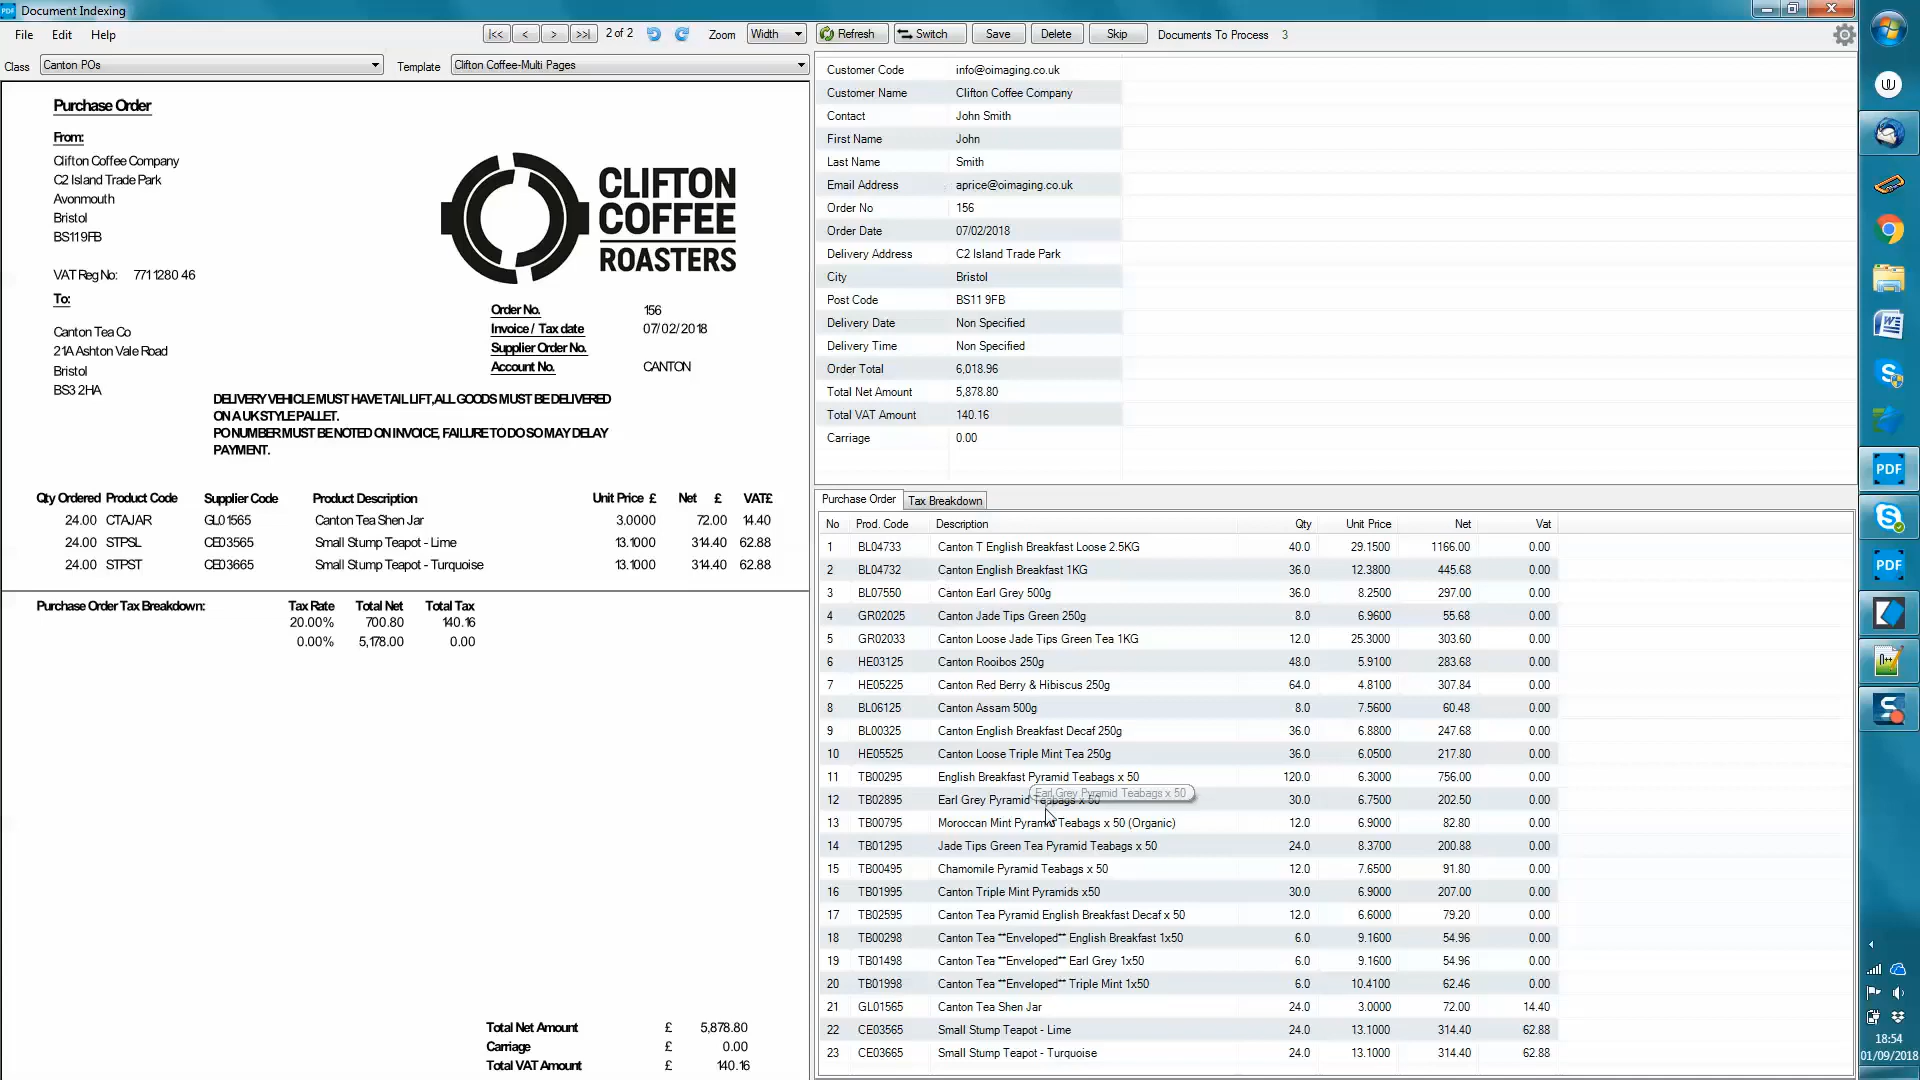 Document Indexing
File Edit Help
|<< < > >>| 2 of 2 Zoom Width Refresh Switch Save Delete Skip Documents To Process 3
Class Canton POs Template Clifton Coffee-Multi Pages
Purchase Order
From:
Clifton Coffee Company
C2 Island Trade Park
Avonmouth
Bristol
BS119FB
VAT Reg No: 771 1280 46
To:
Canton Tea Co
21A Ashton Vale Road
Bristol
BS3 2HA
CLIFTON
COFFEE
ROASTERS
Order No. 156
Invoice / Tax date 07/02/2018
Supplier Order No.
Account No. CANTON
DELIVERY VEHICLE MUST HAVE TAIL LIFT, ALL GOODS MUST BE DELIVERED
ON A UK STYLE PALLET.
PO NUMBER MUST BE NOTED ON INVOICE, FAILURE TO DO SO MAY DELAY
PAYMENT.
Qty Ordered Product Code Supplier Code Product Description Unit Price £ Net £ VAT£
24.00 CTAJAR GL01565 Canton Tea Shen Jar 3.0000 72.00 14.40
24.00 STPSL CE03565 Small Stump Teapot - Lime 13.1000 314.40 62.88
24.00 STPST CE03665 Small Stump Teapot - Turquoise 13.1000 314.40 62.88
Purchase Order Tax Breakdown: Tax Rate Total Net Total Tax
20.00% 700.80 140.16
0.00% 5,178.00 0.00
Total Net Amount £ 5,878.80
Carriage £ 0.00
Total VAT Amount £ 140.16
Customer Code info@oimaging.co.uk
Customer Name Clifton Coffee Company
Contact John Smith
First Name John
Last Name Smith
Email Address aprice@oimaging.co.uk
Order No 156
Order Date 07/02/2018
Delivery Address C2 Island Trade Park
City Bristol
Post Code BS11 9FB
Delivery Date Non Specified
Delivery Time Non Specified
Order Total 6,018.96
Total Net Amount 5,878.80
Total VAT Amount 140.16
Carriage 0.00
Purchase Order Tax Breakdown
No Prod. Code Description Qty Unit Price Net Vat
1 BL04733 Canton T English Breakfast Loose 2.5KG 40.0 29.1500 1166.00 0.00
2 BL04732 Canton English Breakfast 1KG 36.0 12.3800 445.68 0.00
3 BL07550 Canton Earl Grey 500g 36.0 8.2500 297.00 0.00
4 GR02025 Canton Jade Tips Green 250g 8.0 6.9600 55.68 0.00
5 GR02033 Canton Loose Jade Tips Green Tea 1KG 12.0 25.3000 303.60 0.00
6 HE03125 Canton Rooibos 250g 48.0 5.9100 283.68 0.00
7 HE05225 Canton Red Berry & Hibiscus 250g 64.0 4.8100 307.84 0.00
8 BL06125 Canton Assam 500g 8.0 7.5600 60.48 0.00
9 BL00325 Canton English Breakfast Decaf 250g 36.0 6.8800 247.68 0.00
10 HE05525 Canton Loose Triple Mint Tea 250g 36.0 6.0500 217.80 0.00
11 TB00295 English Breakfast Pyramid Teabags x 50 120.0 6.3000 756.00 0.00
Earl Grey Pyramid Teabags x 50
12 TB02895 Earl Grey Pyramid Teabags x 50 30.0 6.7500 202.50 0.00
13 TB00795 Moroccan Mint Pyramid Teabags x 50 (Organic) 12.0 6.9000 82.80 0.00
14 TB01295 Jade Tips Green Tea Pyramid Teabags x 50 24.0 8.3700 200.88 0.00
15 TB00495 Chamomile Pyramid Teabags x 50 12.0 7.6500 91.80 0.00
16 TB01995 Canton Triple Mint Pyramids x50 30.0 6.9000 207.00 0.00
17 TB02595 Canton Tea Pyramid English Breakfast Decaf x 50 12.0 6.6000 79.20 0.00
18 TB00298 Canton Tea **Enveloped** English Breakfast 1x50 6.0 9.1600 54.96 0.00
19 TB01498 Canton Tea **Enveloped** Earl Grey 1x50 6.0 9.1600 54.96 0.00
20 TB01998 Canton Tea **Enveloped** Triple Mint 1x50 6.0 10.4100 62.46 0.00
21 GL01565 Canton Tea Shen Jar 24.0 3.0000 72.00 14.40
22 CE03565 Small Stump Teapot - Lime 24.0 13.1000 314.40 62.88
23 CE03665 Small Stump Teapot - Turquoise 24.0 13.1000 314.40 62.88
PDF
PDF
18:54
01/09/2018